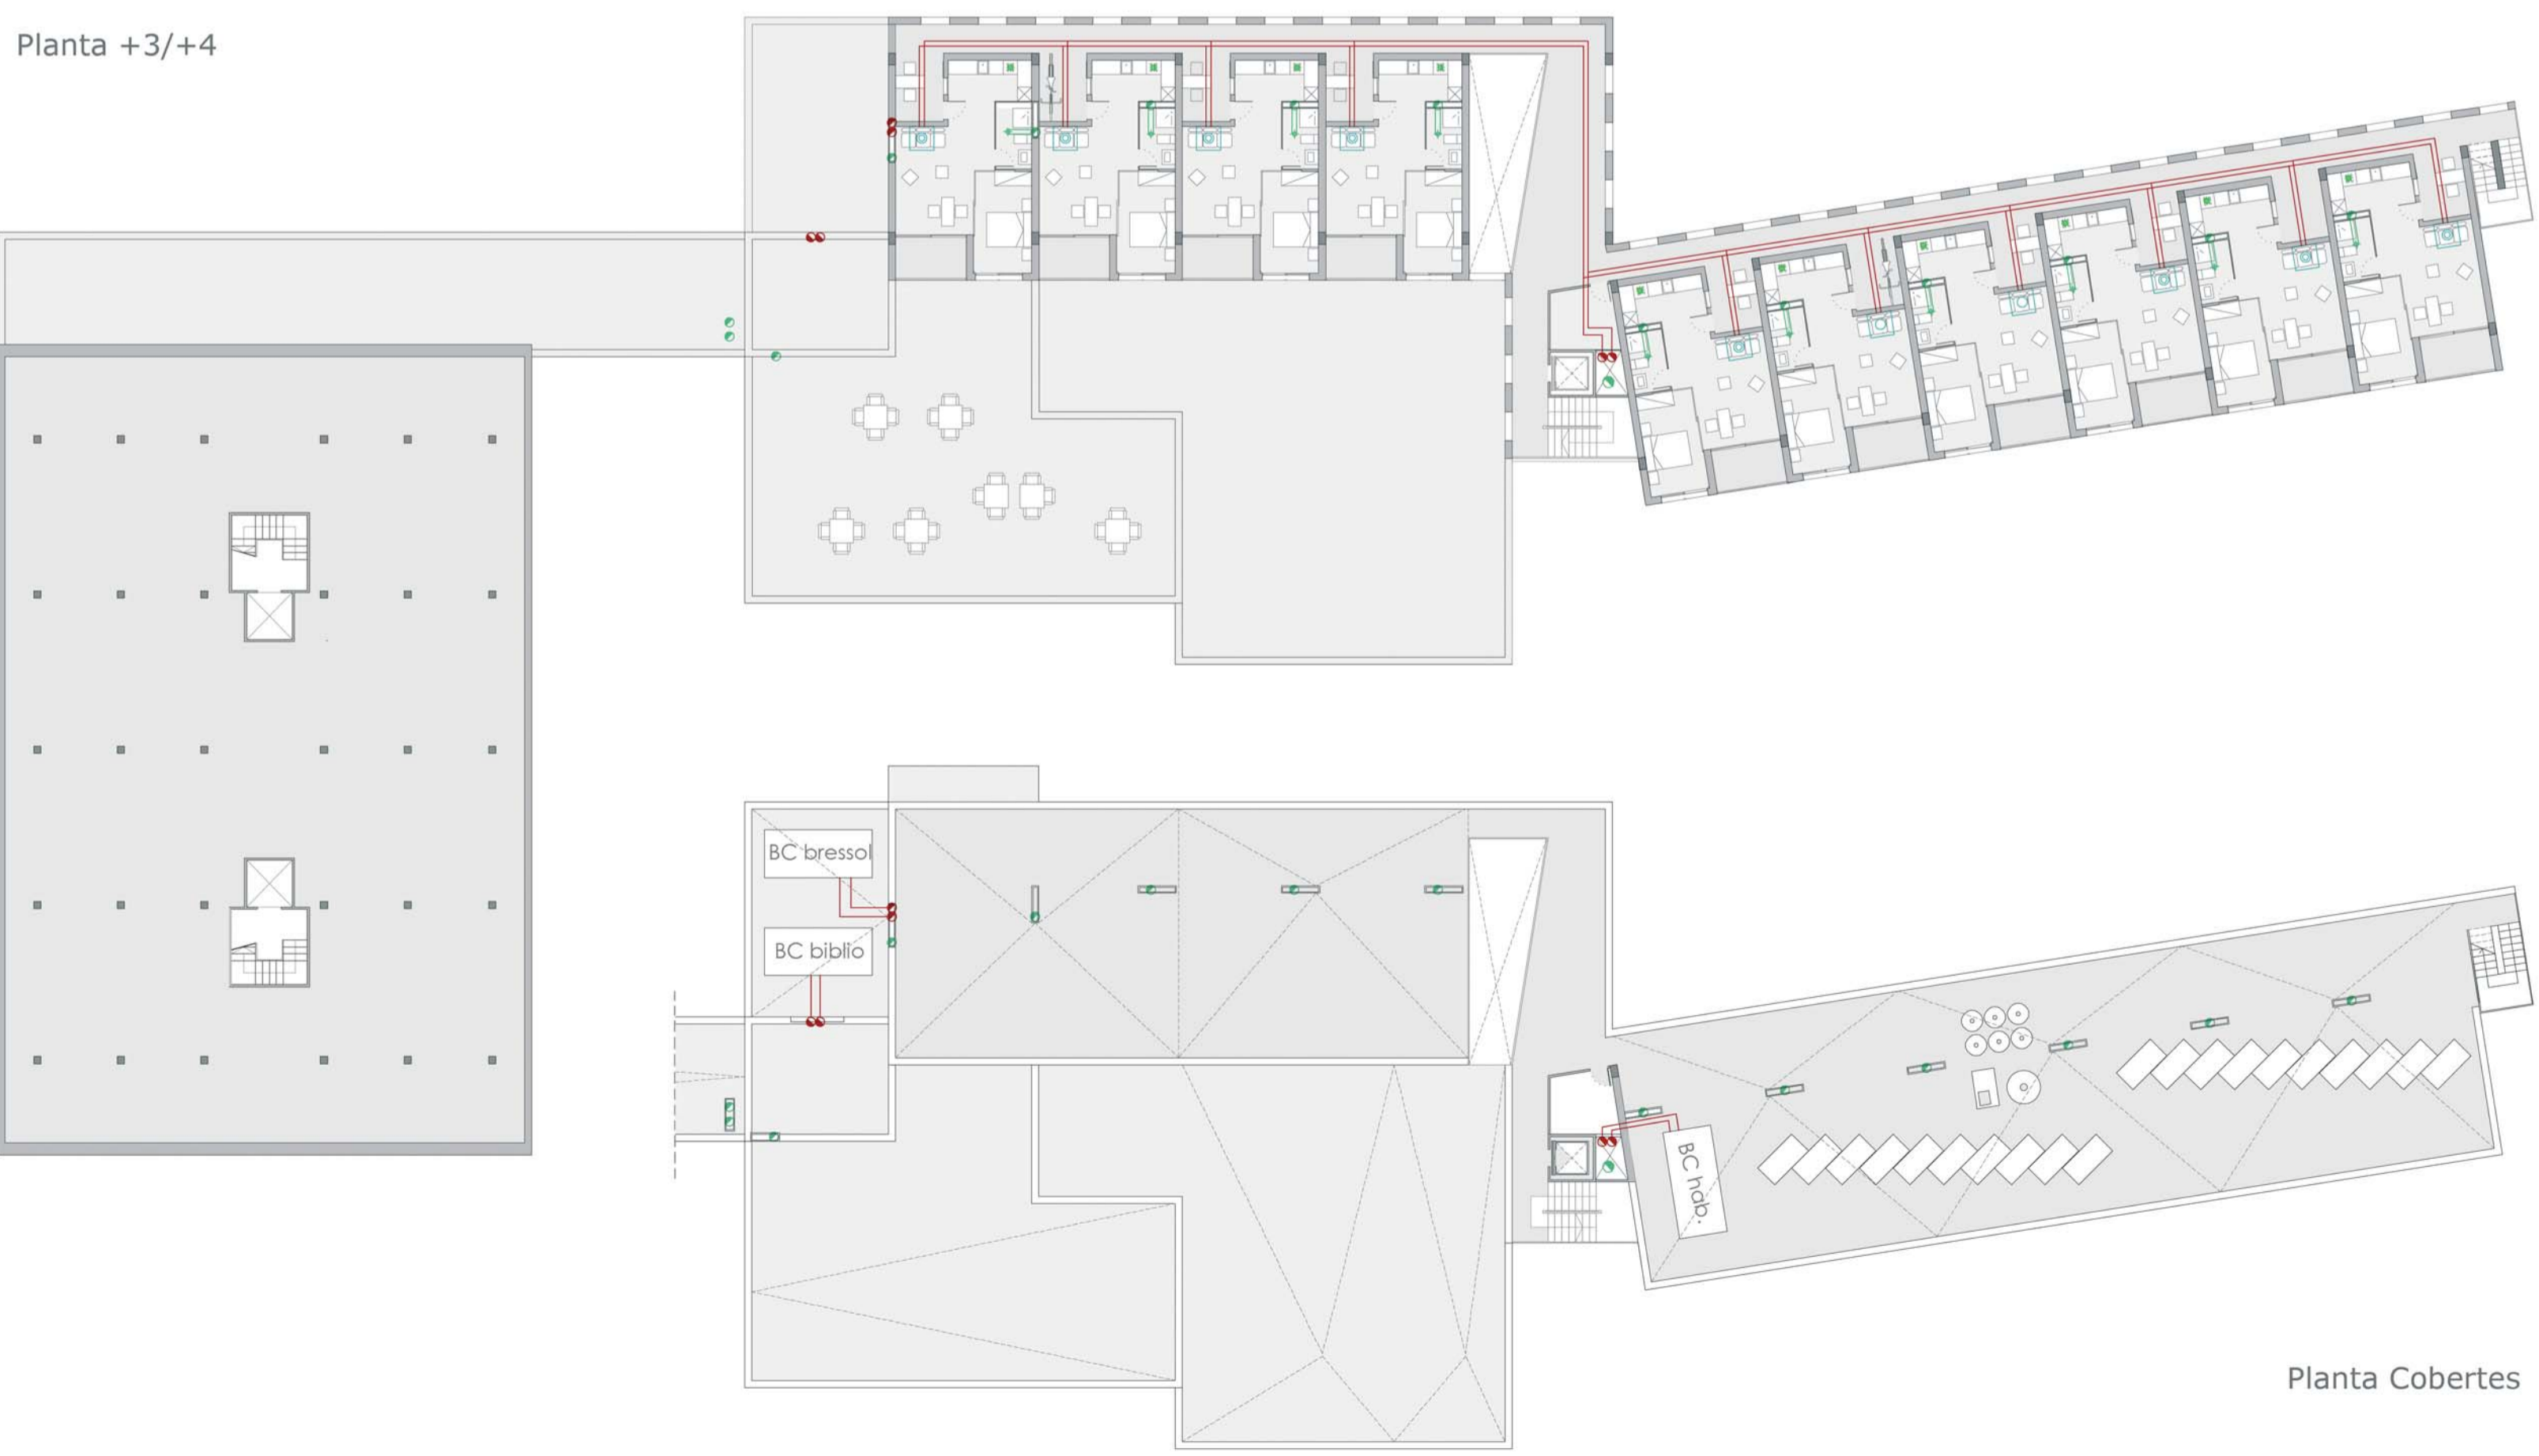 Planta +3/+4
BC bressol
BC biblio
BC hab.
Planta Cobertes